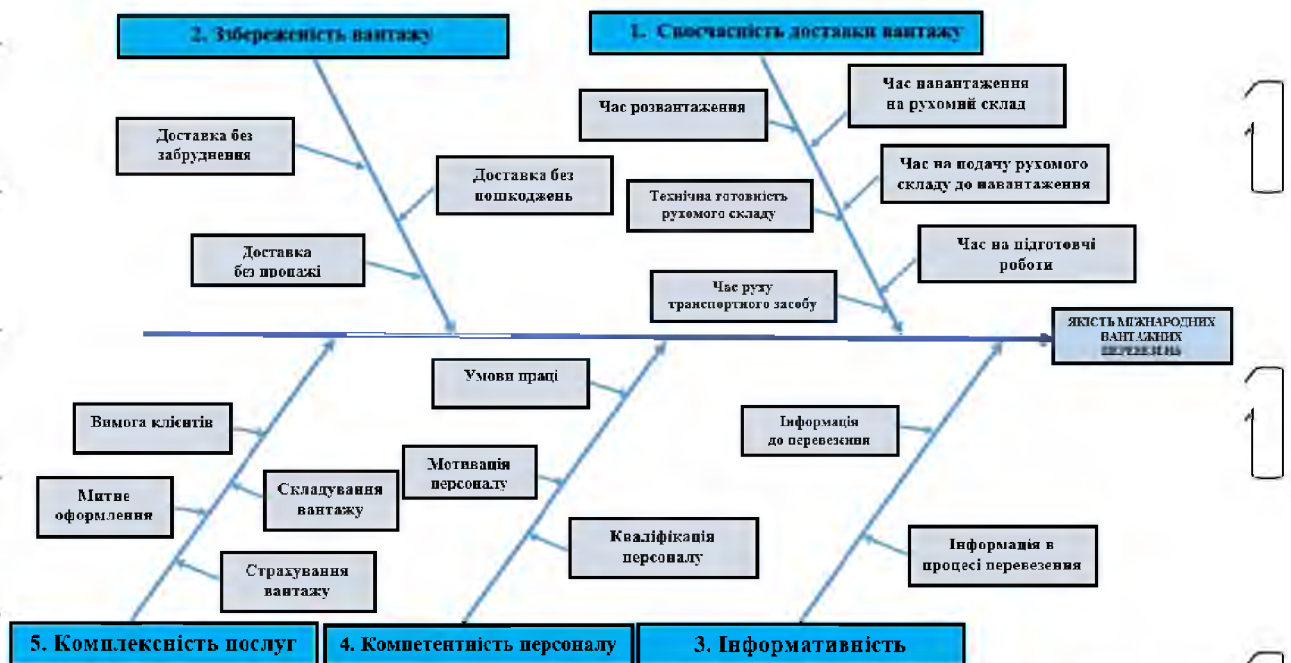 2. Збереженість вантажу
1. Своєчасність доставки вантажу
Час розвантаження
Час навантаження
на рухомий склад
Доставка без
забруднення
Доставка без
пошкоджень
Технічна готовність
рухомого складу
Час на подачу рухомого
складу до навантаження
Доставка
без пропажі
Час на підготовчі
роботи
Час руху
транспортного засобу
ЯКІСТЬ МІЖНАРОДНИХ
ВАНТАЖНИХ
ПЕРЕВЕЗЕНЬ
Умови праці
Вимога клієнтів
Інформація
до перевезення
Мотивація
персоналу
Складування
вантажу
Митне
оформлення
Кваліфікація
персоналу
Інформація в
процесі перевезення
Страхування
вантажу
5. Комплексність послуг
4. Компетентність персоналу
3. Інформативність